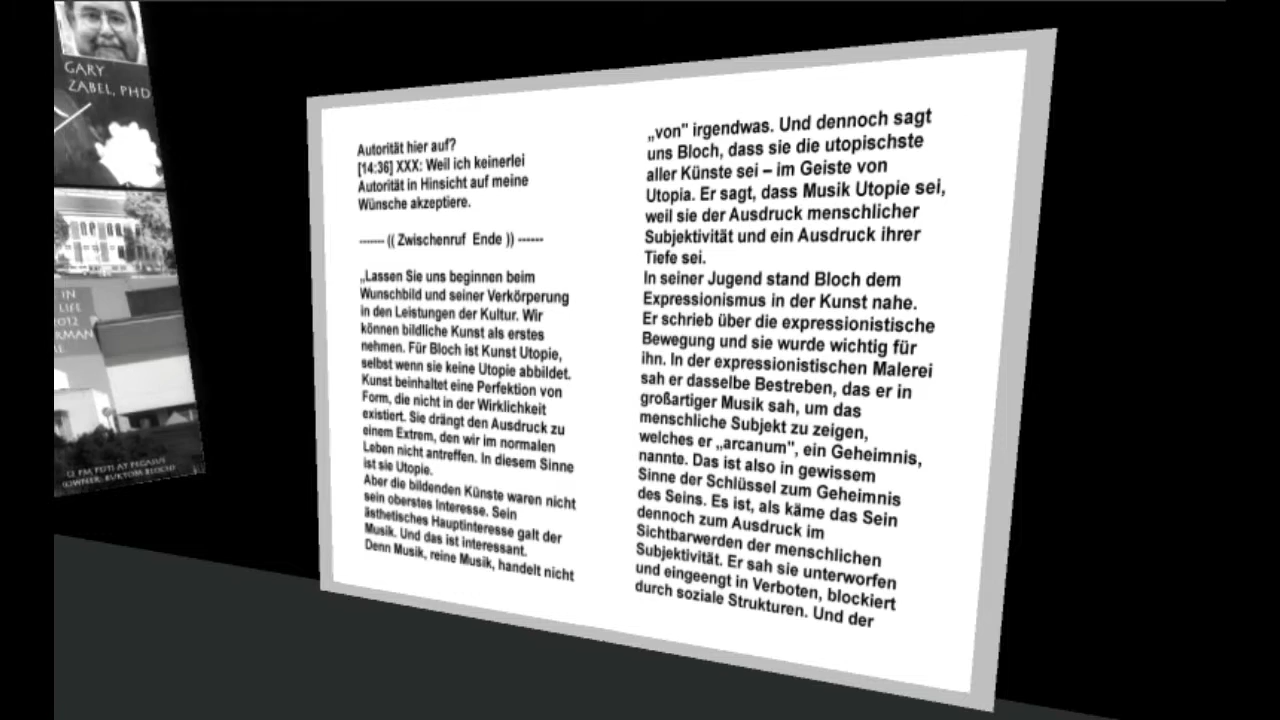 GARY
ZABEL, PHD
IN
LIFE
2012
RMAN
12 PM PST! AT PEGASUS
(OWNER: RUKTOM BLOCH)
Autorität hier auf?
[14:36] XXX: Weil ich keinerlei
Autorität in Hinsicht auf meine
Wünsche akzeptiere.
------- (( Zwischenruf  Ende )) ------
„Lassen Sie uns beginnen beim
Wunschbild und seiner Verkörperung
in den Leistungen der Kultur. Wir
können bildliche Kunst als erstes
nehmen. Für Bloch ist Kunst Utopie,
selbst wenn sie keine Utopie abbildet.
Kunst beinhaltet eine Perfektion von
Form, die nicht in der Wirklichkeit
existiert. Sie drängt den Ausdruck zu
einem Extrem, den wir im normalen
Leben nicht antreffen. In diesem Sinne
ist sie Utopie.
Aber die bildenden Künste waren nicht
sein oberstes Interesse. Sein
ästhetisches Hauptinteresse galt der
Musik. Und das ist interessant.
Denn Musik, reine Musik, handelt nicht
„von" irgendwas. Und dennoch sagt
uns Bloch, dass sie die utopischste
aller Künste sei – im Geiste von
Utopia. Er sagt, dass Musik Utopie sei,
weil sie der Ausdruck menschlicher
Subjektivität und ein Ausdruck ihrer
Tiefe sei.
In seiner Jugend stand Bloch dem
Expressionismus in der Kunst nahe.
Er schrieb über die expressionistische
Bewegung und sie wurde wichtig für
ihn. In der expressionistischen Malerei
sah er dasselbe Bestreben, das er in
großartiger Musik sah, um das
menschliche Subjekt zu zeigen,
welches er „arcanum", ein Geheimnis,
nannte. Das ist also in gewissem
Sinne der Schlüssel zum Geheimnis
des Seins. Es ist, als käme das Sein
dennoch zum Ausdruck im
Sichtbarwerden der menschlichen
Subjektivität. Er sah sie unterworfen
und eingeengt in Verboten, blockiert
durch soziale Strukturen. Und der